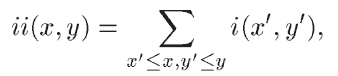 ii(x, y) = ∑_{x′≤x,y′≤y} i(x′, y′),